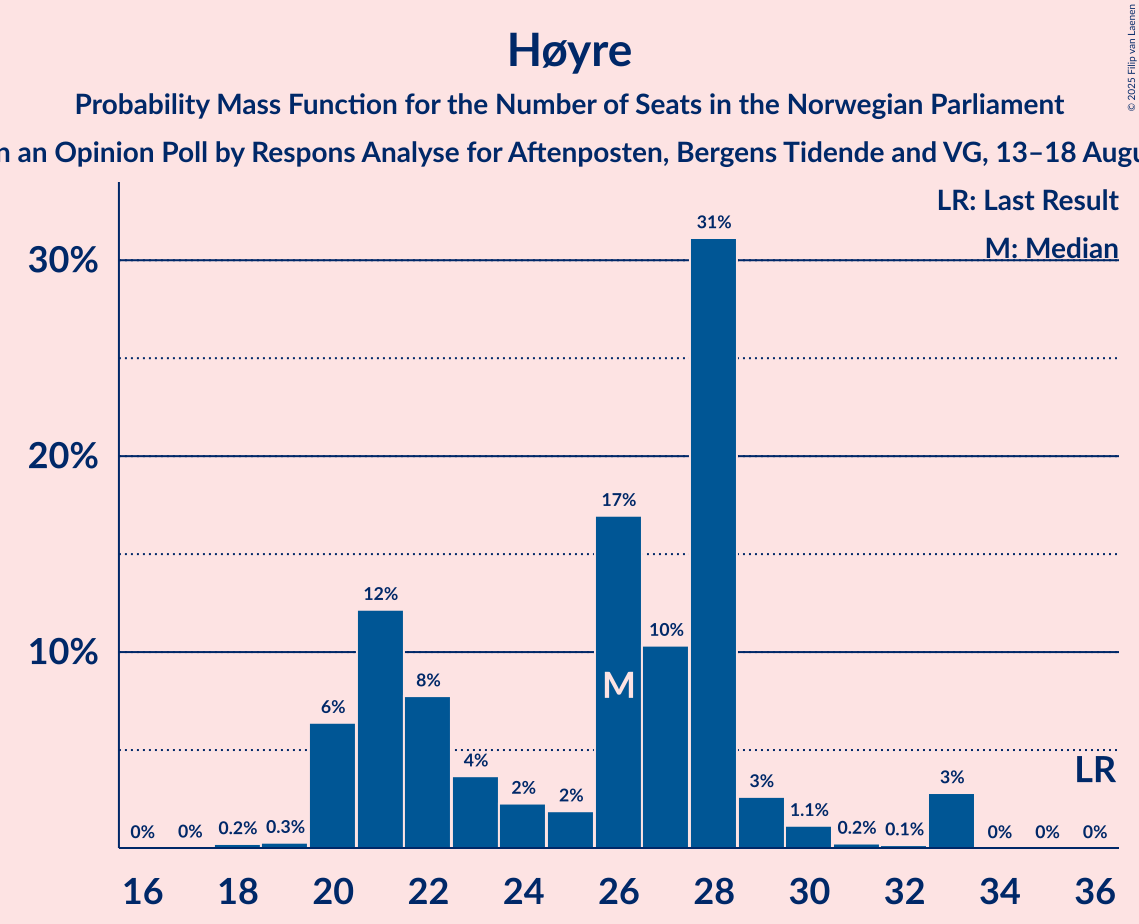 Høyre
© 2025 Filip van Laenen
Probability Mass Function for the Number of Seats in the Norwegian Parliament
an Opinion Poll by Respons Analyse for Aftenposten, Bergens Tidende and VG, 13–18
LR: Last Result
M: Median
30%
20%
10%
0% 0% 0.2% 0.3% 6% 12% 8% 4% 2% 2% 17% 10% 31% 3% 1.1% 0.2% 0.1% 3% 0% 0% 0%
M
LR
16 18 20 22 24 26 28 30 32 34 36